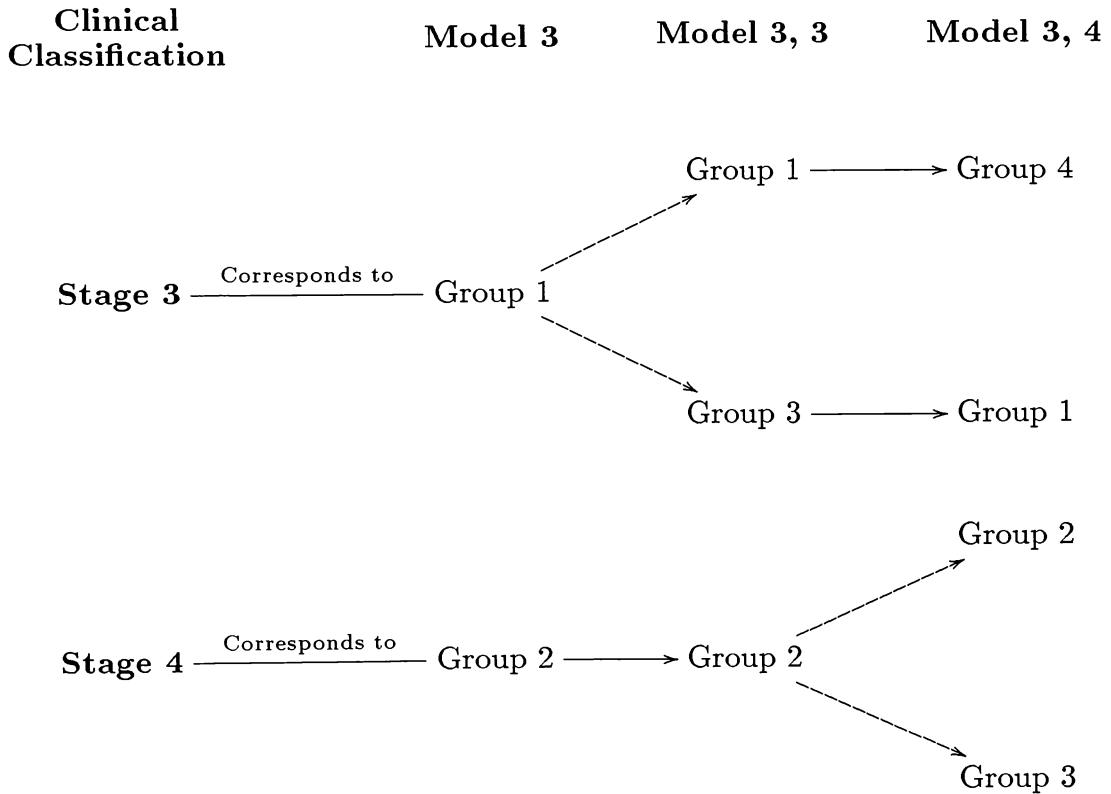 Clinical
Classification
Model 3
Model 3, 3
Model 3, 4
Group 1
Group 4
Stage 3
Corresponds to
Group 1
Group 3
Group 1
Group 2
Stage 4
Corresponds to
Group 2
Group 2
Group 3